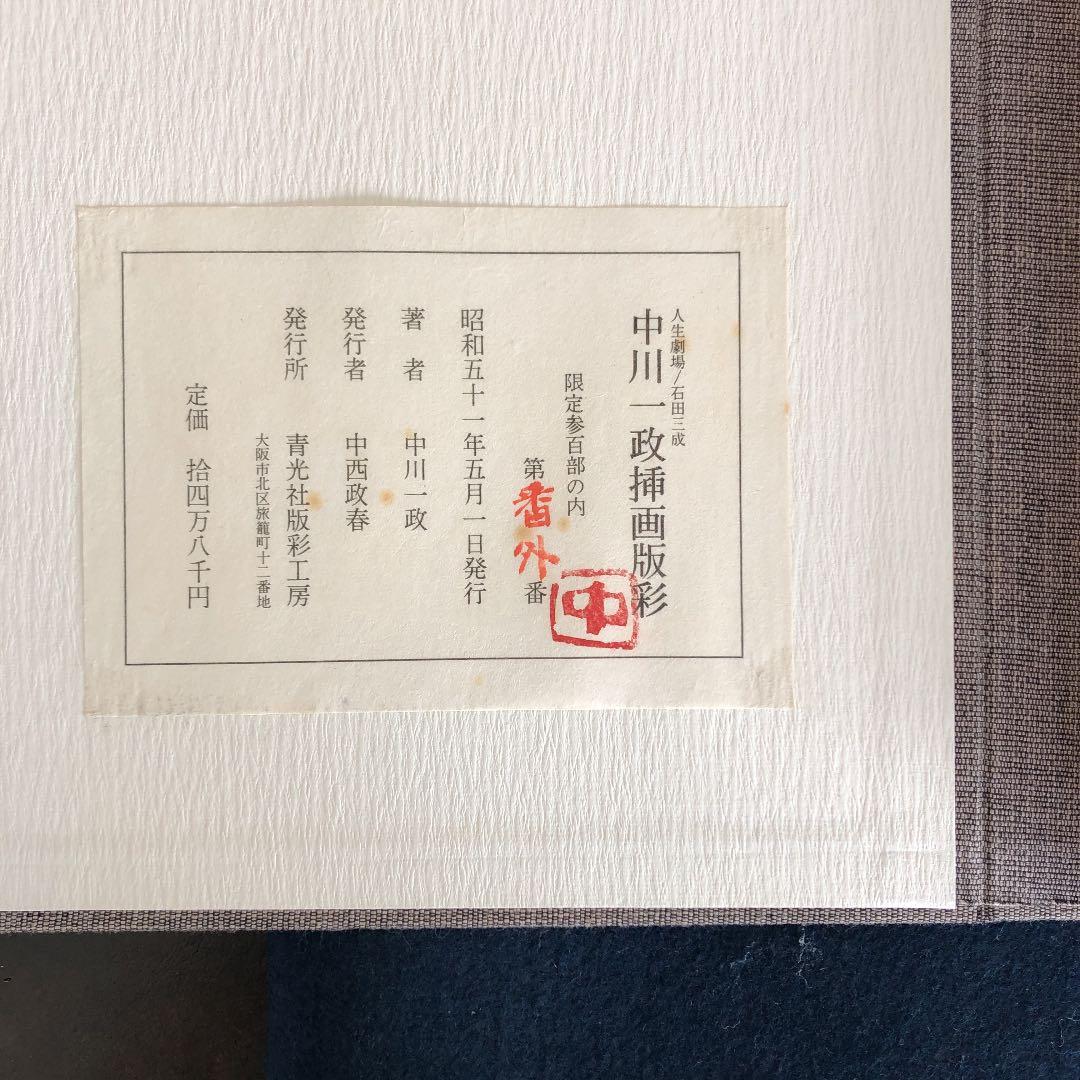 人生劇場/石田三成
中川一政挿画版彩
限定参百部の内
第番外番
中
昭和五十一年五月一日発行
著者 中川一政
発行者 中西政春
発行所 青光社版彩工房
大阪市北区旅籠町十二番地
定価 拾四万八千円